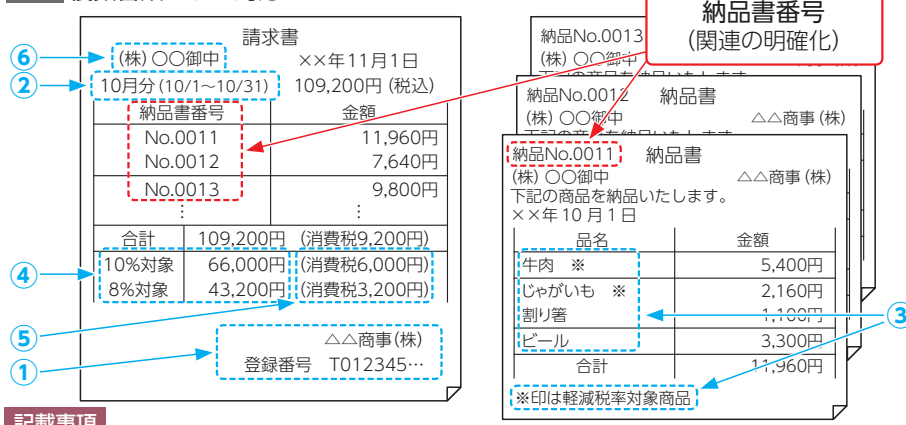 納品書番号
(関連の明確化)
請求書
⑥
(株) 〇〇御中
××年11月1日
②
10月分 (10/1～10/31)
109,200円 (税込)
納品書番号 金額
No.0011 11,960円
No.0012 7,640円
No.0013 9,800円
⋮ ⋮
合計 109,200円 (消費税9,200円)
④
10%対象 66,000円 (消費税6,000円)
8%対象 43,200円 (消費税3,200円)
⑤
①
△△商事(株)
登録番号 T012345…
納品No.0013
(株) 〇〇御中
納品No.0012 納品書
(株) 〇〇御中 △△商事 (株)
納品No.0011 納品書
(株) 〇〇御中 △△商事 (株)
下記の商品を納品いたします。
××年 10 月 1 日
品名 金額
牛肉 ※ 5,400円
じゃがいも ※ 2,160円
割り箸 1,100円
ビール 3,300円
合計 11,960円
③
※印は軽減税率対象商品
記載事項